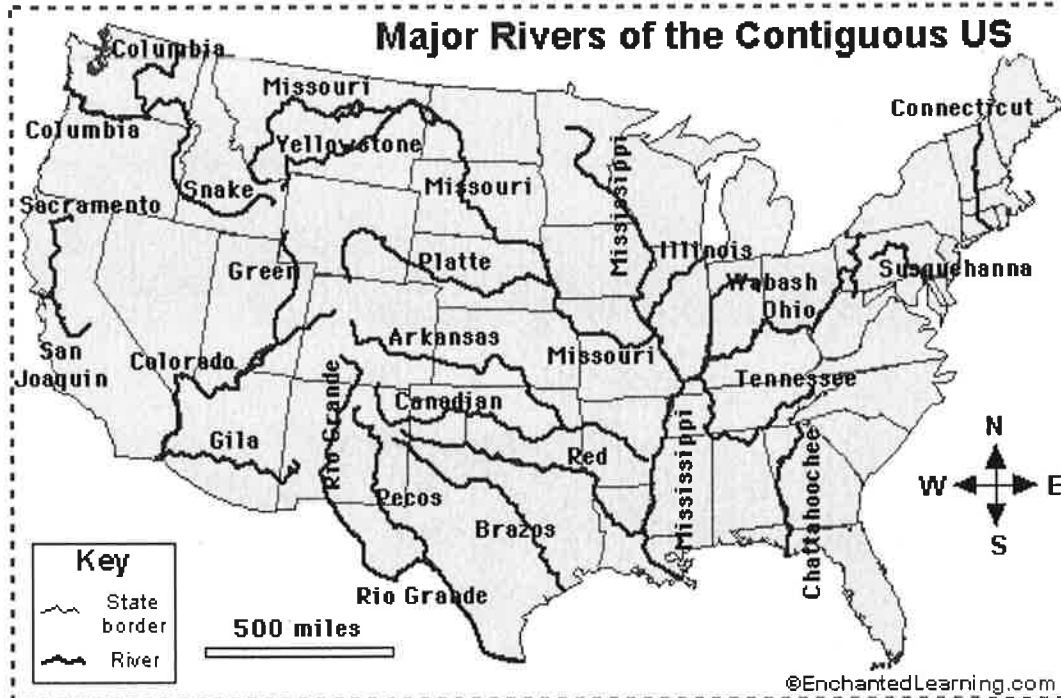 Major Rivers of the Contiguous US
Columbia
Missouri
Connecticut
Columbia
Yellowstone
Mississippi
Snake
Missouri
Sacramento
Mississippi
Illinois
Green
Platte
Wabash
Susquehanna
Ohio
Arkansas
San
Joaquin
Colorado
Missouri
Rio Grande
Canadian
Tennessee
Gila
Red
Mississippi
Chattahoochee
Pecos
Brazos
Rio Grande
N
W
E
S
Key
State
border
River
500 miles
©EnchantedLearning.com